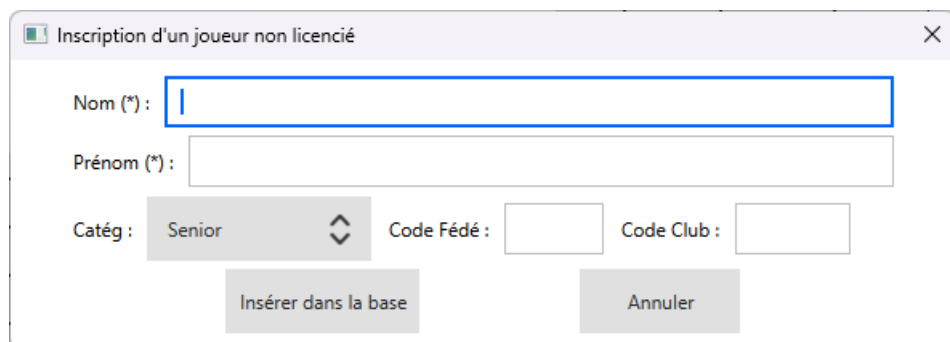 Inscription d'un joueur non licencié
Nom (*) :
Prénom (*) :
Catég : Senior Code Fédé : Code Club :
Insérer dans la base Annuler